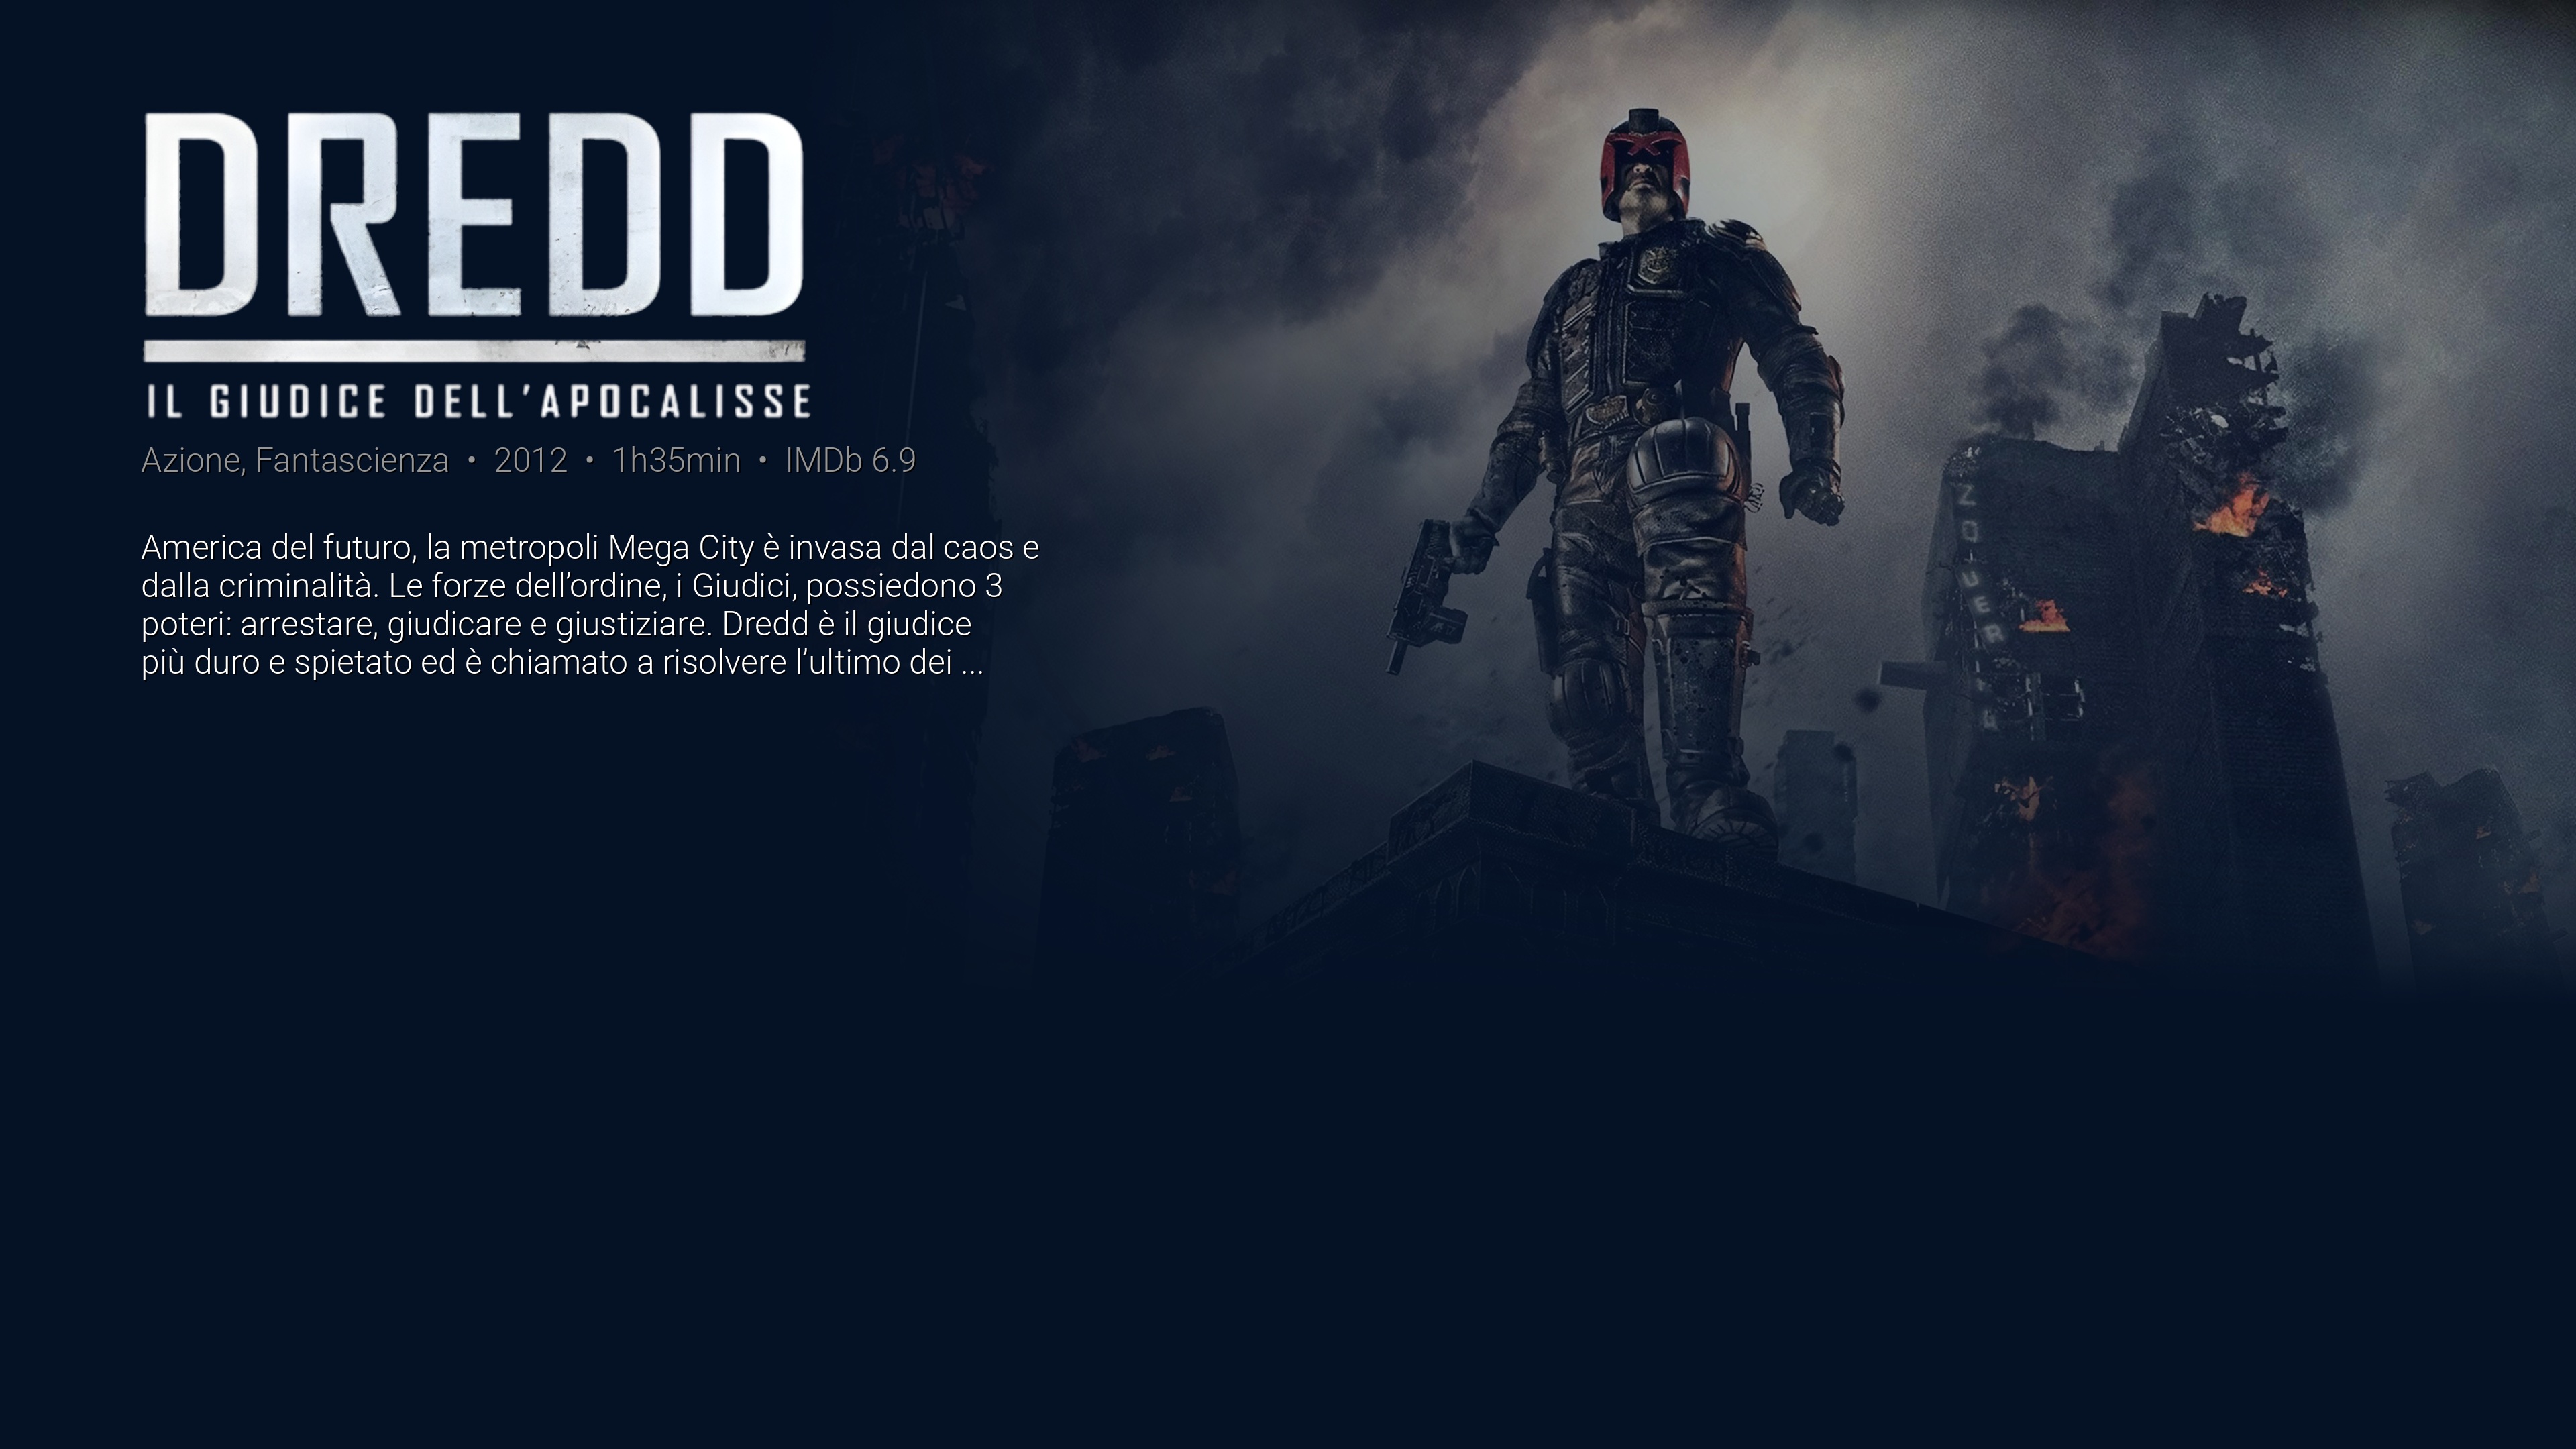 DREDD
IL GIUDICE DELL'APOCALISSE
Azione, Fantascienza • 2012 • 1h35min • IMDb 6.9
America del futuro, la metropoli Mega City è invasa dal caos e
dalla criminalità. Le forze dell’ordine, i Giudici, possiedono 3
poteri: arrestare, giudicare e giustiziare. Dredd è il giudice
più duro e spietato ed è chiamato a risolvere l’ultimo dei ...